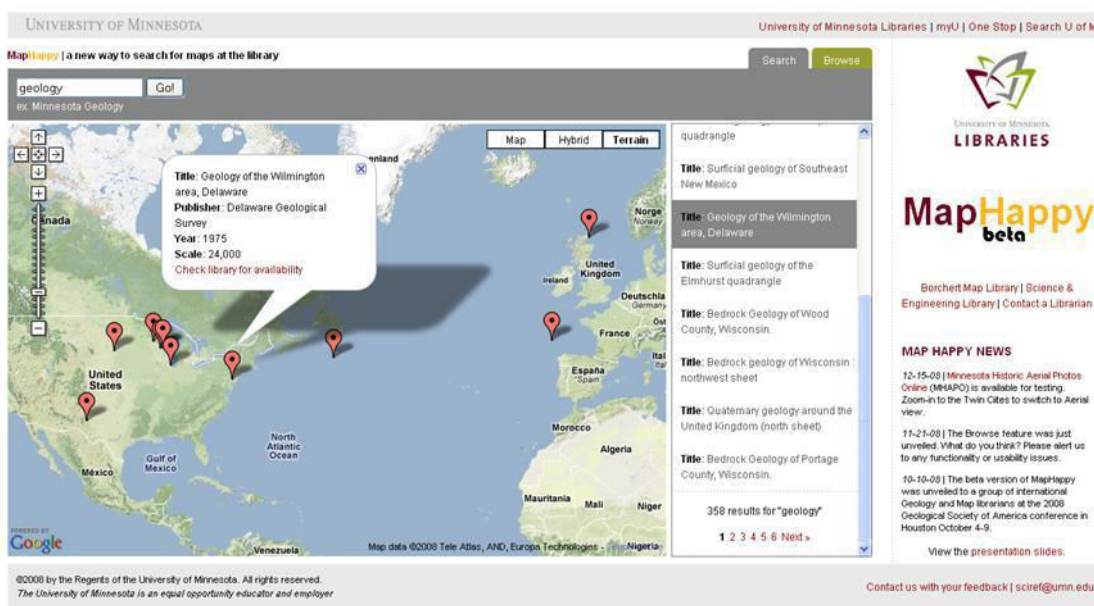 UNIVERSITY OF MINNESOTA
University of Minnesota Libraries | myU | One Stop | Search U of M
MapHappy | a new way to search for maps at the library
Search
Browse
geology
Go!
ex. Minnesota Geology
Map
Hybrid
Terrain
Title: Geology of the Wilmington
area, Delaware
Publisher: Delaware Geological
Survey
Year: 1975
Scale: 24,000
Check library for availability
Canada
United
States
México
Gulf of
Mexico
North
Atlantic
Ocean
Venezuela
Norge
Norway
United
Kingdom
Ireland
Deutschla
Germany
France
España
Spain
Morocco
Algeria
Mauritania
Mali
Niger
Nigeria
POWERED BY
Google
Map data ©2008 Tele Atlas, AND, Europa Technologies -
quadrangle
Title: Surficial geology of Southeast
New Mexico
Title: Geology of the Wilmington
area, Delaware
Title: Surficial geology of the
Elmhurst quadrangle
Title: Bedrock Geology of Wood
County, Wisconsin.
Title: Bedrock geology of Wisconsin :
northwest sheet
Title: Quaternary geology around the
United Kingdom (north sheet)
Title: Bedrock Geology of Portage
County, Wisconsin.
358 results for "geology"
1 2 3 4 5 6 Next »
UNIVERSITY OF MINNESOTA
LIBRARIES
MapHappy
beta
Borchert Map Library | Science &
Engineering Library | Contact a Librarian
MAP HAPPY NEWS
12-15-08 | Minnesota Historic Aerial Photos
Online (MHAPO) is available for testing.
Zoom-in to the Twin Cites to switch to Aerial
view.
11-21-08 | The Browse feature was just
unveiled. What do you think? Please alert us
to any functionality or usability issues.
10-10-08 | The beta version of MapHappy
was unveiled to a group of international
Geology and Map librarians at the 2008
Geological Society of America conference in
Houston October 4-9.
View the presentation slides.
©2008 by the Regents of the University of Minnesota. All rights reserved.
The University of Minnesota is an equal opportunity educator and employer
Contact us with your feedback | sciref@umn.edu